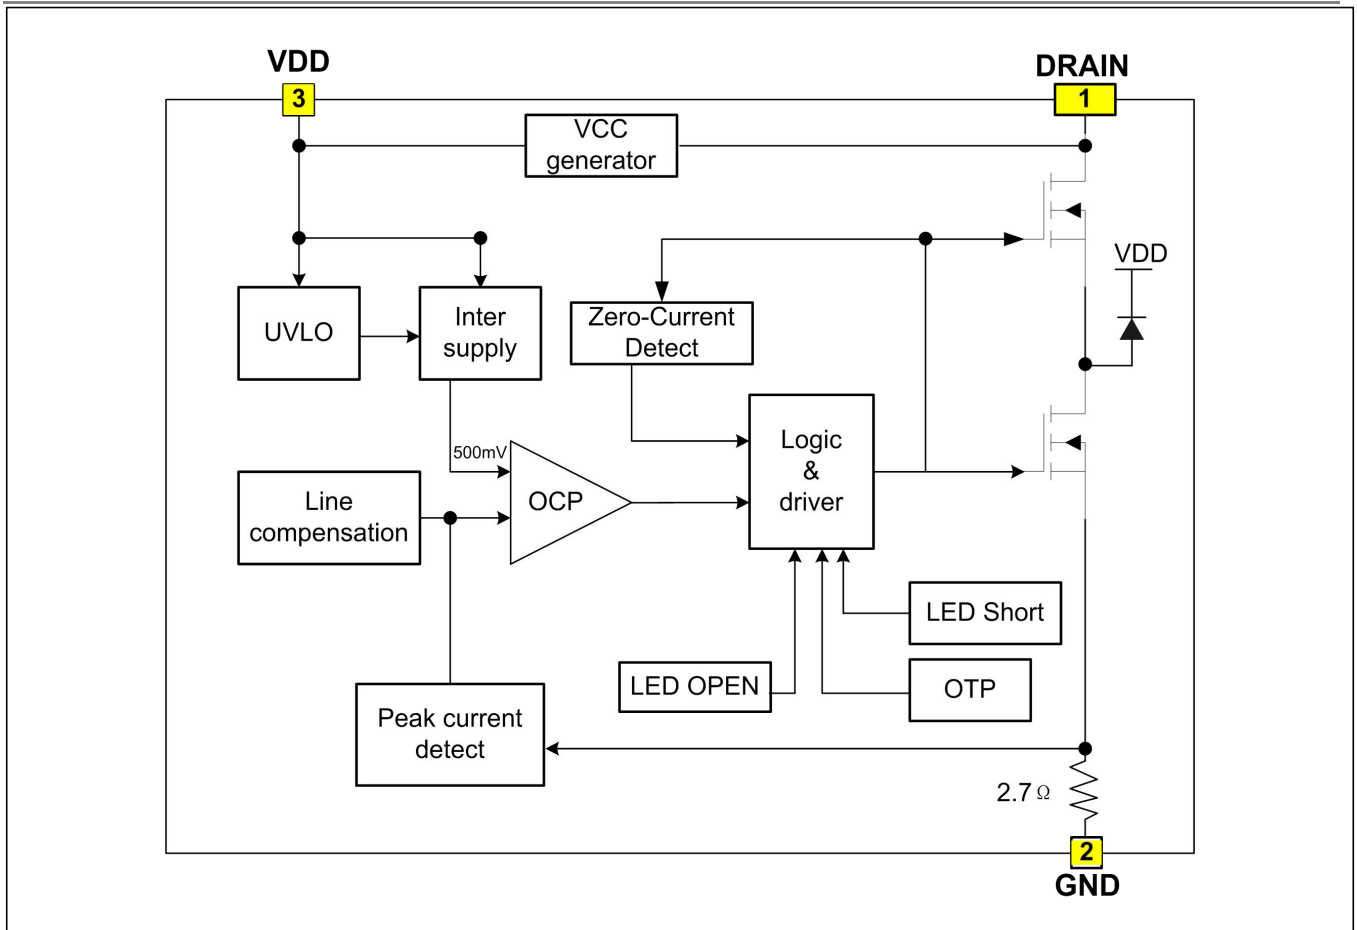 VDD
3
DRAIN
1
VCC
generator
VDD
UVLO
Inter
supply
Zero-Current
Detect
500mV
OCP
Logic
&
driver
Line
compensation
LED Short
LED OPEN
OTP
Peak current
detect
2.7 Ω
2
GND